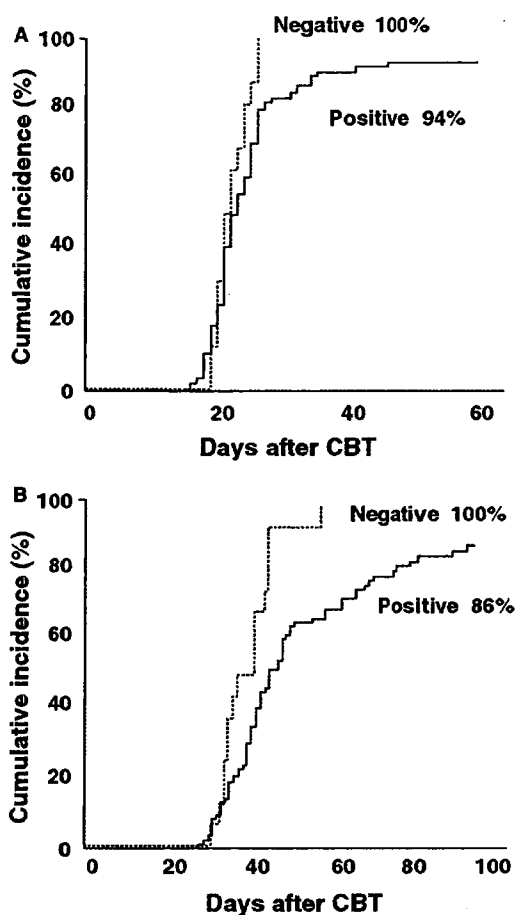 A
100
80
60
40
20
0
Cumulative incidence (%)
Negative 100%
Positive 94%
0 20 40 60
Days after CBT
B
100
80
60
40
20
0
Cumulative incidence (%)
Negative 100%
Positive 86%
0 20 40 60 80 100
Days after CBT